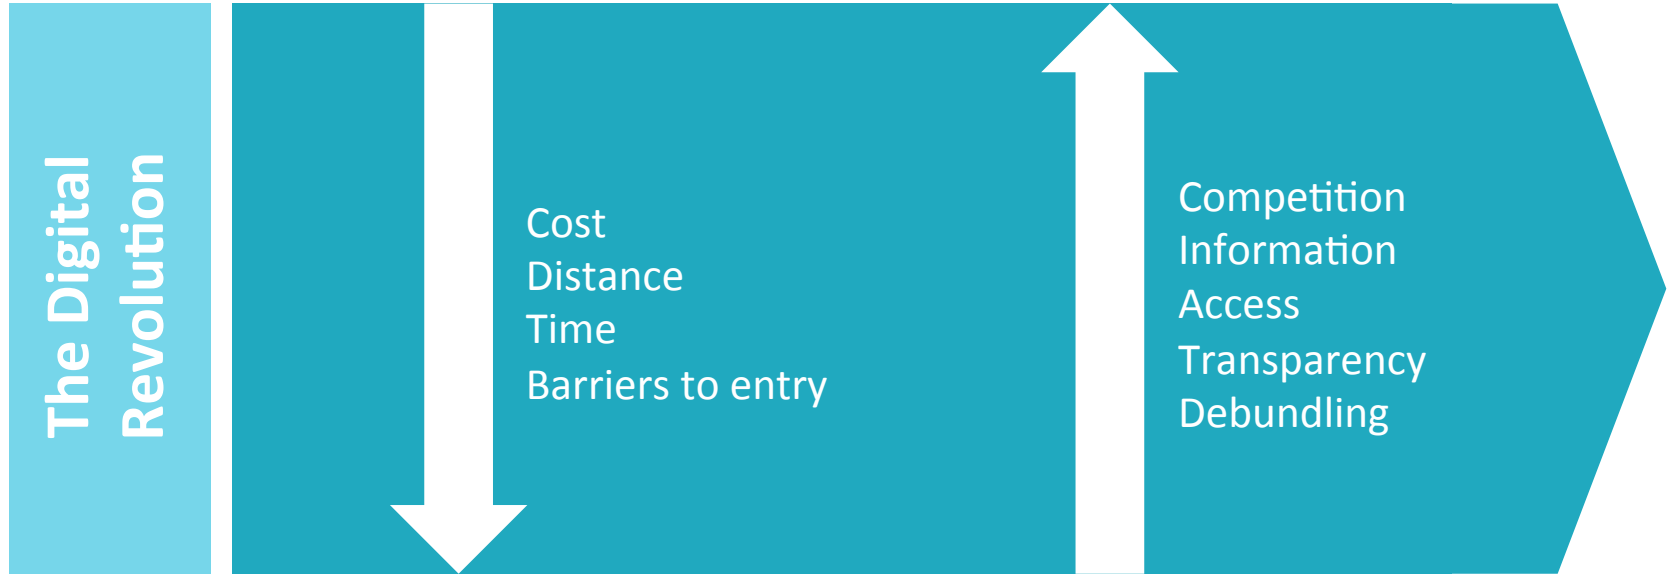 The Digital
Revolution
Cost
Distance
Time
Barriers to entry
Competition
Information
Access
Transparency
Debundling